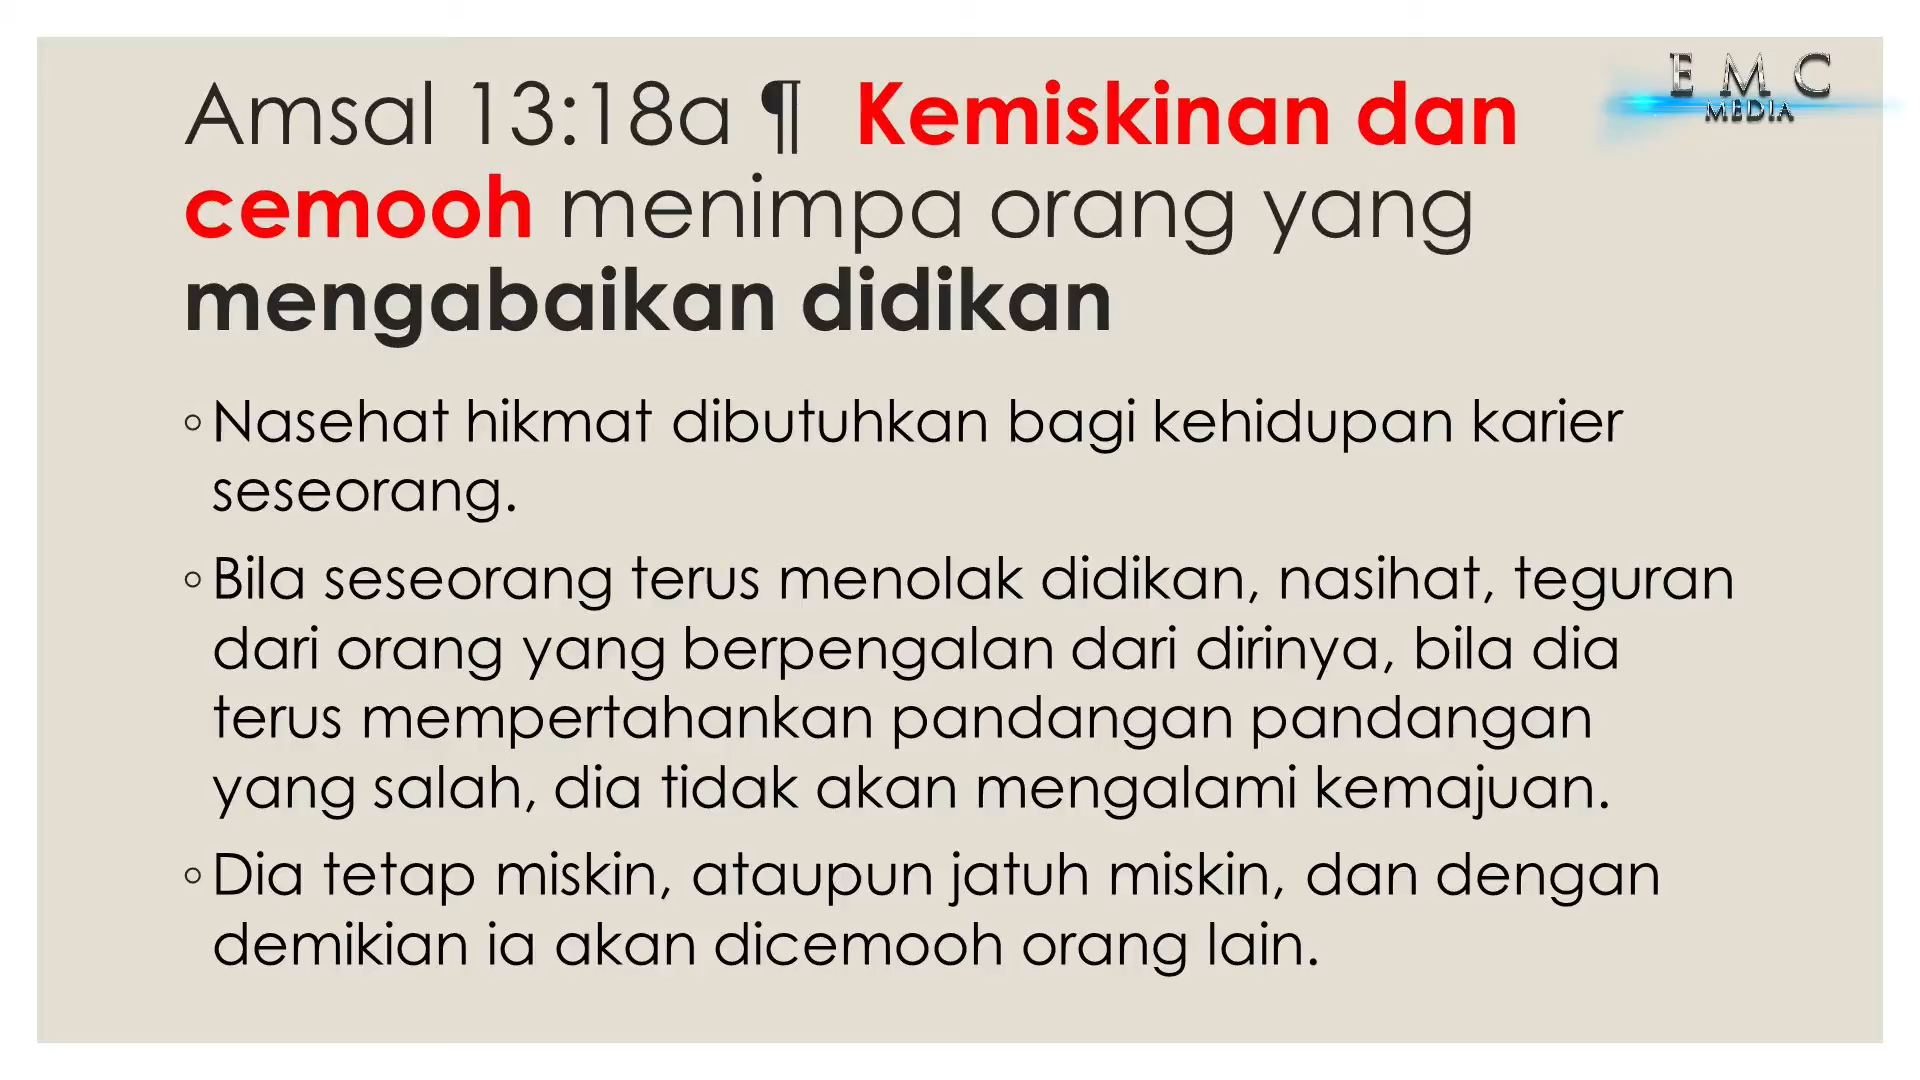 Amsal 13:18a ¶ Kemiskinan dan
cemooh menimpa orang yang
mengabaikan didikan
◦Nasehat hikmat dibutuhkan bagi kehidupan karier
seseorang.
◦Bila seseorang terus menolak didikan, nasihat, teguran
dari orang yang berpengalan dari dirinya, bila dia
terus mempertahankan pandangan pandangan
yang salah, dia tidak akan mengalami kemajuan.
◦Dia tetap miskin, ataupun jatuh miskin, dan dengan
demikian ia akan dicemooh orang lain.
EMC
MEDIA